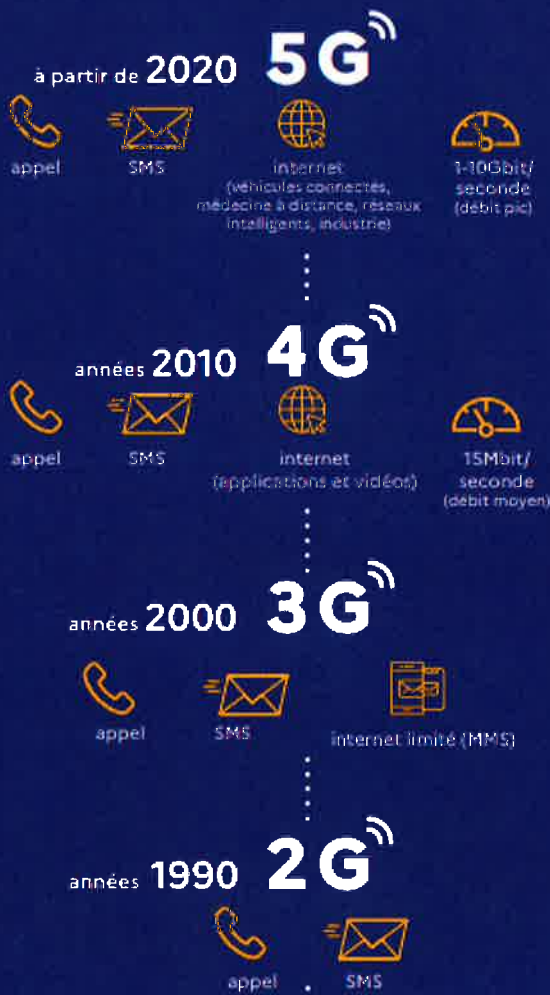 à partir de 2020 5G
appel
SMS
internet
(véhicules connectés,
médecine à distance, réseaux
intelligents, industrie)
1-10Gbit/
seconde
(débit pic)
années 2010 4G
appel
SMS
internet
(applications et vidéos)
15Mbit/
seconde
(débit moyen)
années 2000 3G
appel
SMS
internet limité (MMS)
années 1990 2G
appel
SMS